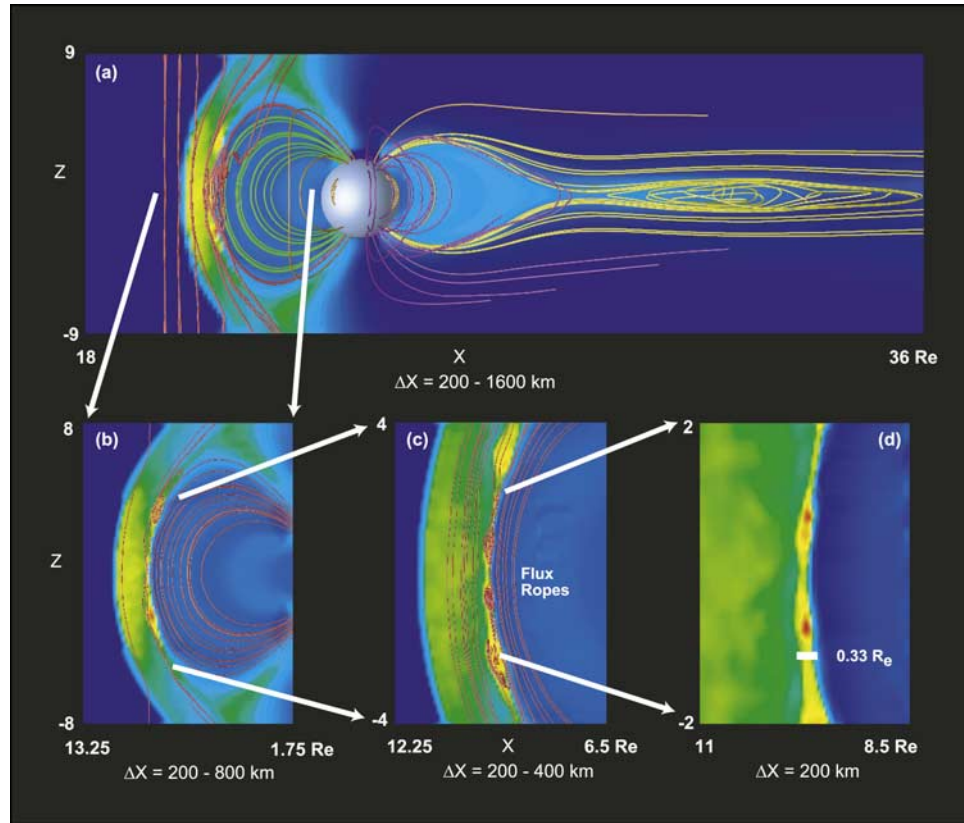 9
(a)
Z
-9
18
X
36 Re
ΔX = 200 - 1600 km
8
(b)
Z
-8
13.25
1.75 Re
ΔX = 200 - 800 km
4
(c)
Flux
Ropes
-4
12.25
X
6.5 Re
ΔX = 200 - 400 km
2
(d)
0.33 Re
-2
11
8.5 Re
ΔX = 200 km